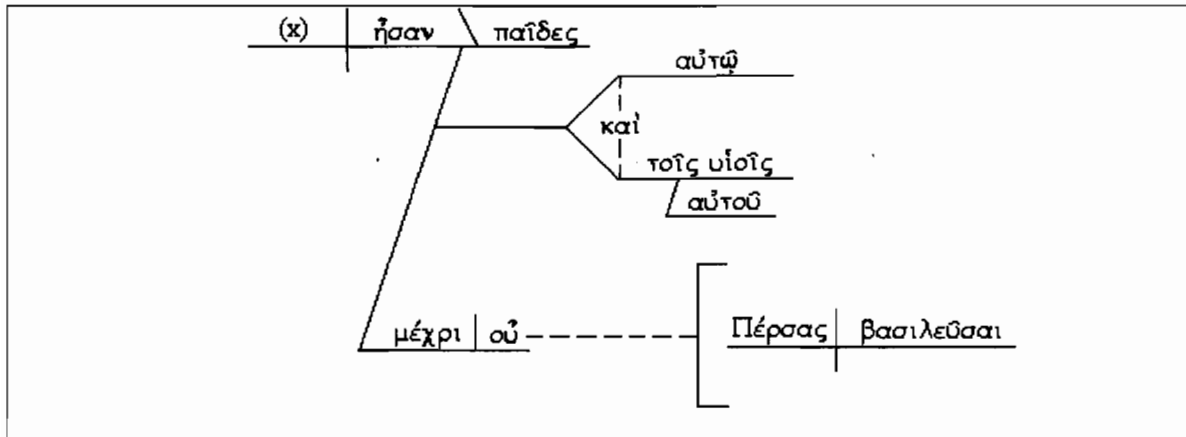 (x) ἦσαν παῖδες
αὐτῷ
καὶ
τοῖς υἱοῖς
αὐτοῦ
μέχρι οὗ Πέρσας βασιλεῦσαι